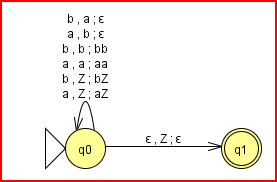 b , a ; ε
a , b ; ε
b , b ; bb
a , a ; aa
b , Z ; bZ
a , Z ; aZ
ε , Z ; ε
q0
q1